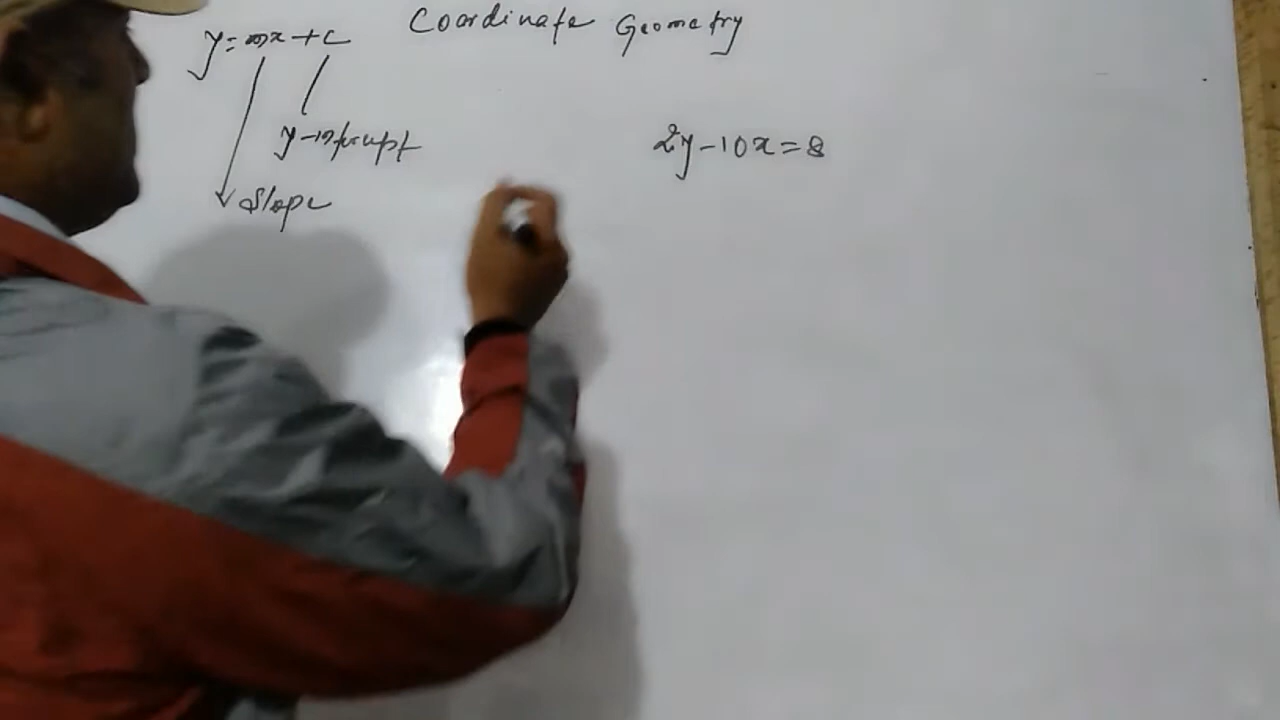 Coordinate Geometry
y=mx+c
y-intercept
Slope
2y-10x=8